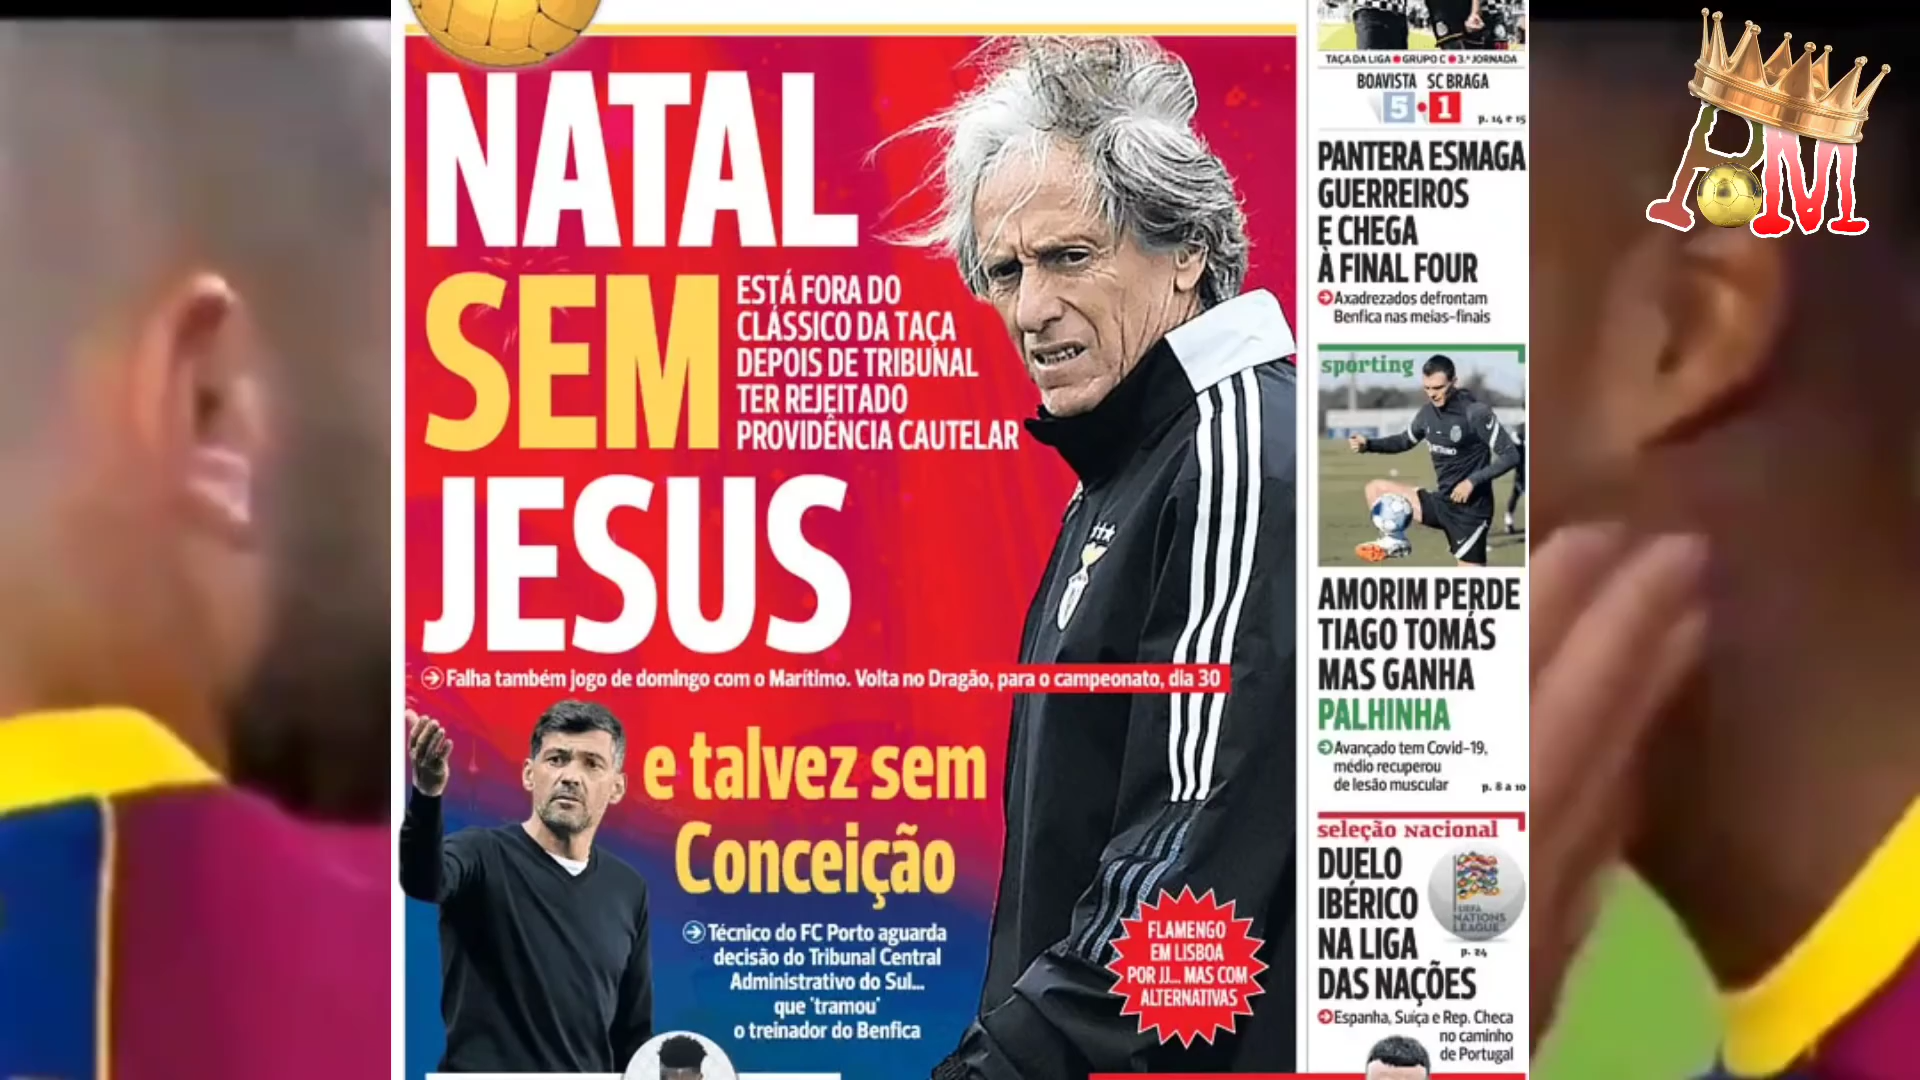 NATAL
SEM
JESUS
ESTÁ FORA DO
CLÁSSICO DA TAÇA
DEPOIS DE TRIBUNAL
TER REJEITADO
PROVIDÊNCIA CAUTELAR
Falha também jogo de domingo com o Marítimo. Volta no Dragão, para o campeonato, dia 30
e talvez sem
Conceição
Técnico do FC Porto aguarda
decisão do Tribunal Central
Administrativo do Sul...
que 'tramou'
o treinador do Benfica
FLAMENGO
EM LISBOA
POR JJ... MAS COM
ALTERNATIVAS
TAÇA DA LIGA • GRUPO C • 3.ª JORNADA
BOAVISTA SC BRAGA
5 • 1
p. 14 e 15
PANTERA ESMAGA
GUERREIROS
E CHEGA
À FINAL FOUR
Axadrezados defrontam
Benfica nas meias-finais
sporting
AMORIM PERDE
TIAGO TOMÁS
MAS GANHA
PALHINHA
Avançado tem Covid-19,
médio recuperou
de lesão muscular
p. 8 a 10
seleção nacional
DUELO
IBÉRICO
NA LIGA
DAS NAÇÕES
UEFA
NATIONS
LEAGUE
p. 24
Espanha, Suíça e Rep. Checa
no caminho
de Portugal
PM